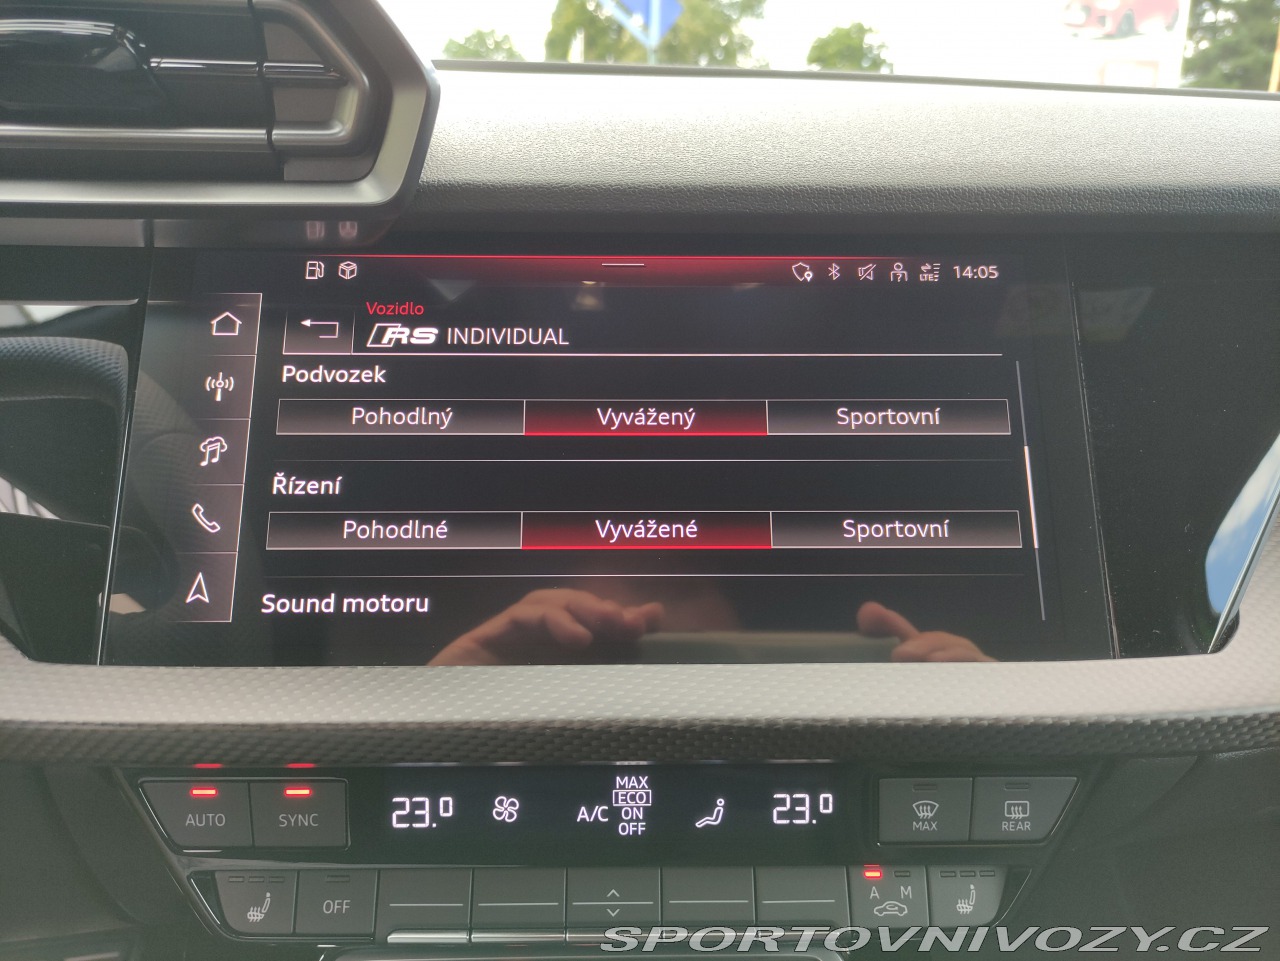 LTE 14:05
Vozidlo
RS INDIVIDUAL
Podvozek
Pohodlný Vyvážený Sportovní
Řízení
Pohodlné Vyvážené Sportovní
Sound motoru
AUTO SYNC 23.0 A/C MAX ECO ON OFF 23.0 MAX REAR
OFF A M
SPORTOVNIVOZY.CZ